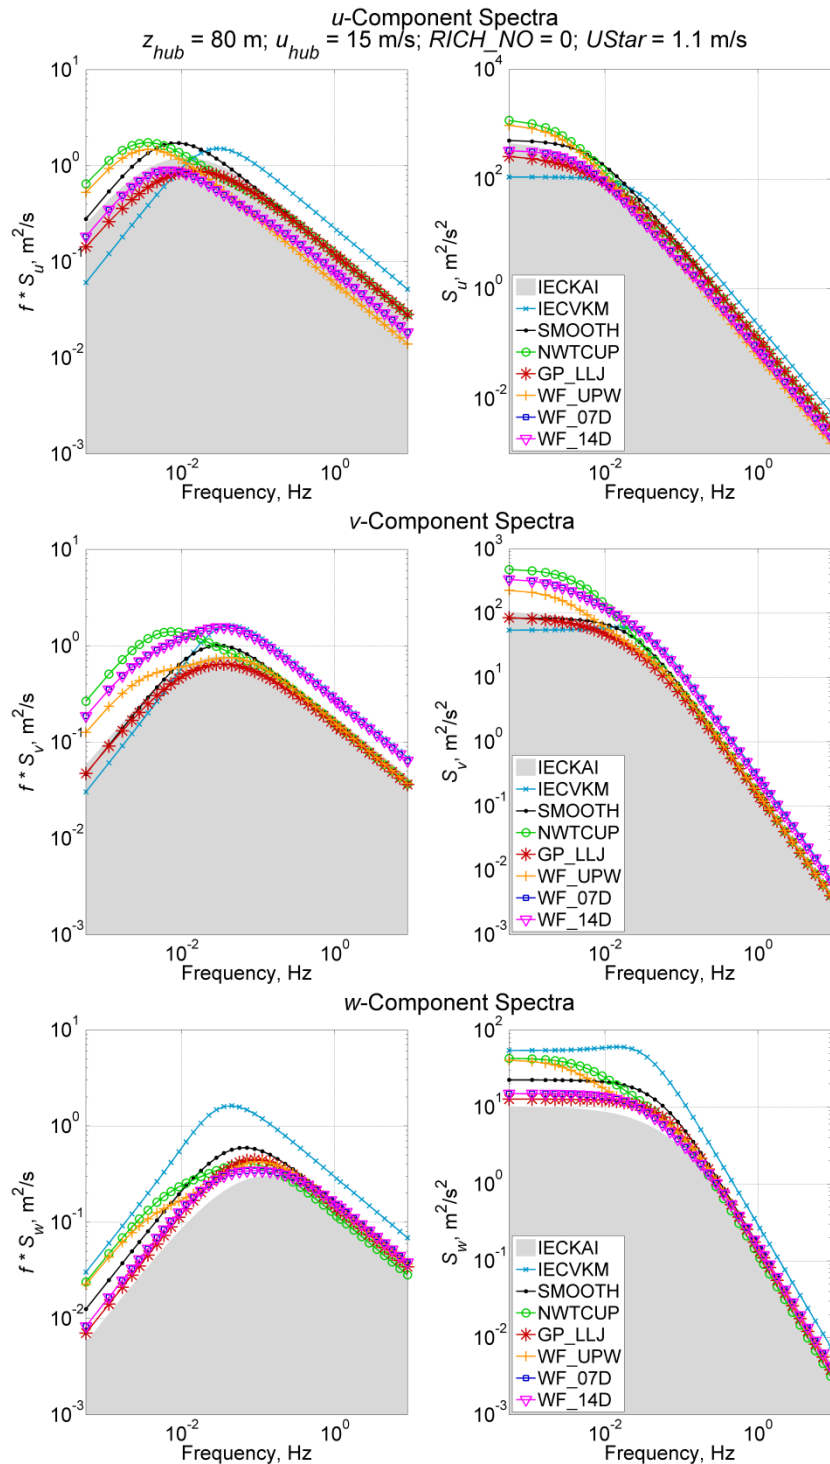 u-Component Spectra
z_hub = 80 m; u_hub = 15 m/s; RICH_NO = 0; UStar = 1.1 m/s
10^1
10^0
10^-1
10^-2
10^-3
f * S_u, m^2/s
10^-2
10^0
Frequency, Hz
10^4
10^2
10^0
10^-2
S_u, m^2/s^2
IECKAI
IECVKM
SMOOTH
NWTCUP
GP_LLJ
WF_UPW
WF_07D
WF_14D
10^-2
10^0
Frequency, Hz
v-Component Spectra
10^1
10^0
10^-1
10^-2
10^-3
f * S_v, m^2/s
10^-2
10^0
Frequency, Hz
10^3
10^2
10^1
10^0
10^-1
10^-2
10^-3
S_v, m^2/s^2
IECKAI
IECVKM
SMOOTH
NWTCUP
GP_LLJ
WF_UPW
WF_07D
WF_14D
10^-2
10^0
Frequency, Hz
w-Component Spectra
10^1
10^0
10^-1
10^-2
10^-3
f * S_w, m^2/s
10^-2
10^0
Frequency, Hz
10^2
10^1
10^0
10^-1
10^-2
10^-3
S_w, m^2/s^2
IECKAI
IECVKM
SMOOTH
NWTCUP
GP_LLJ
WF_UPW
WF_07D
WF_14D
10^-2
10^0
Frequency, Hz